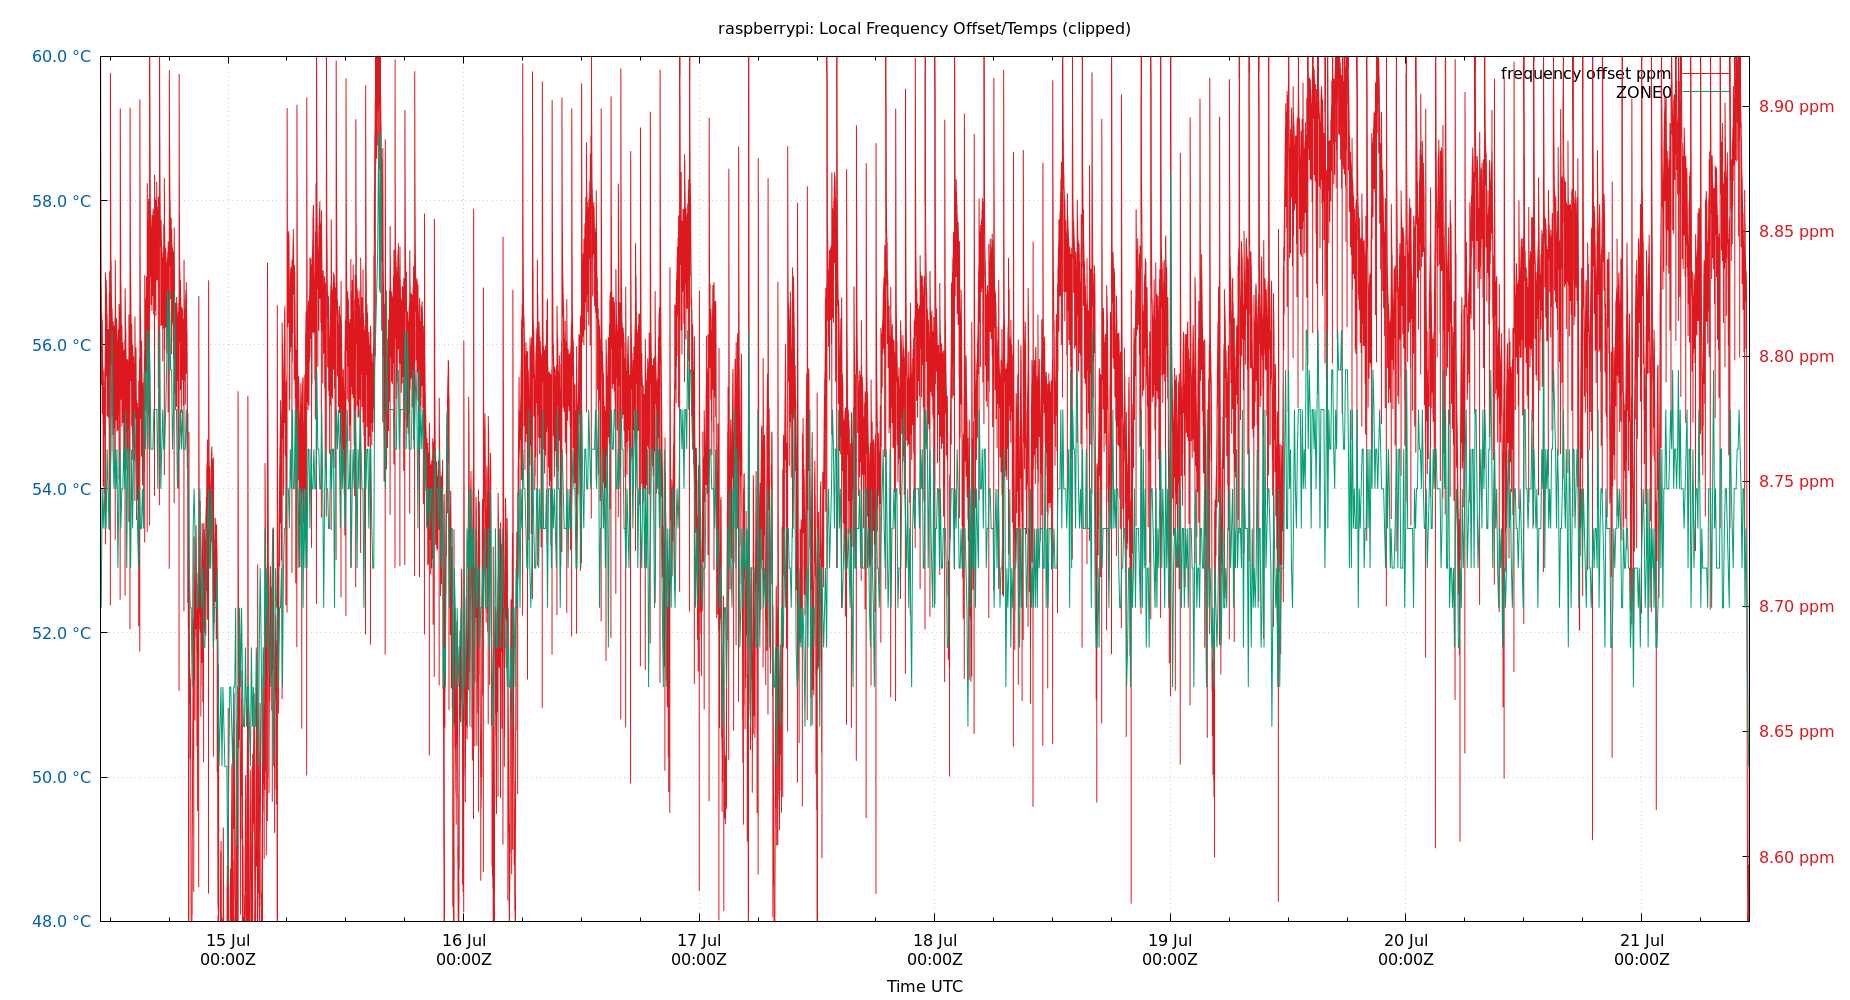 raspberrypi: Local Frequency Offset/Temps (clipped)
60.0 °C
58.0 °C
56.0 °C
54.0 °C
52.0 °C
50.0 °C
48.0 °C
frequency offset ppm
ZONE0
8.90 ppm
8.85 ppm
8.80 ppm
8.75 ppm
8.70 ppm
8.65 ppm
8.60 ppm
15 Jul 16 Jul 17 Jul 18 Jul 19 Jul 20 Jul 21 Jul
00:00Z 00:00Z 00:00Z 00:00Z 00:00Z 00:00Z 00:00Z
Time UTC